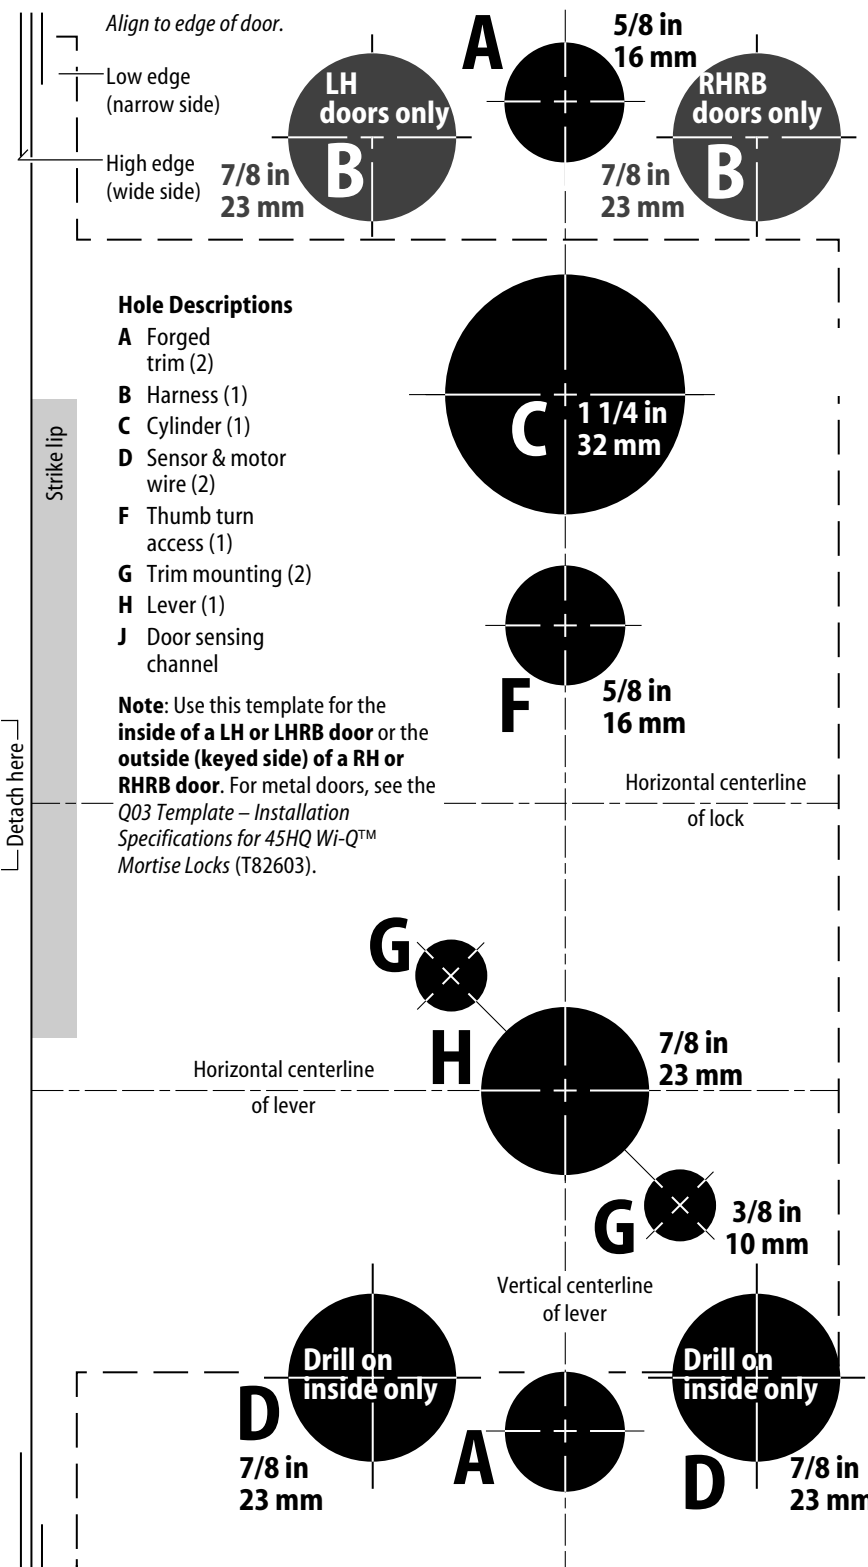 Align to edge of door.
A
5/8 in
16 mm
Low edge
(narrow side)
LH
doors only
B
7/8 in
23 mm
RHRB
doors only
B
7/8 in
23 mm
High edge
(wide side)
Hole Descriptions
A Forged
trim (2)
B Harness (1)
C Cylinder (1)
D Sensor & motor
wire (2)
F Thumb turn
access (1)
G Trim mounting (2)
H Lever (1)
J Door sensing
channel
C
1 1/4 in
32 mm
Strike lip
F
5/8 in
16 mm
Note: Use this template for the
inside of a LH or LHRB door or the
outside (keyed side) of a RH or
RHRB door. For metal doors, see the
Q03 Template – Installation
Specifications for 45HQ Wi-Q™
Mortise Locks (T82603).
Detach here
Horizontal centerline
of lock
G
H
7/8 in
23 mm
Horizontal centerline
of lever
G
3/8 in
10 mm
Vertical centerline
of lever
Drill on
inside only
D
7/8 in
23 mm
A
Drill on
inside only
D
7/8 in
23 mm